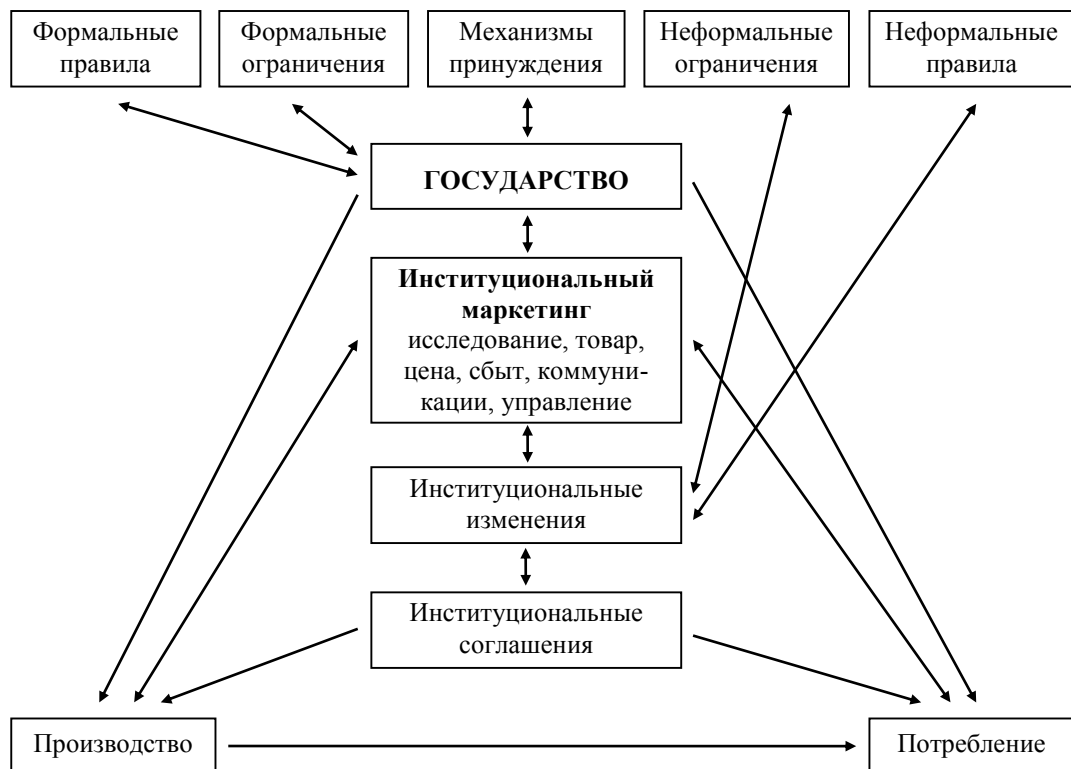 Формальные
правила
Формальные
ограничения
Механизмы
принуждения
Неформальные
ограничения
Неформальные
правила
ГОСУДАРСТВО
Институциональный
маркетинг
исследование, товар,
цена, сбыт, коммуни-
кации, управление
Институциональные
изменения
Институциональные
соглашения
Производство
Потребление